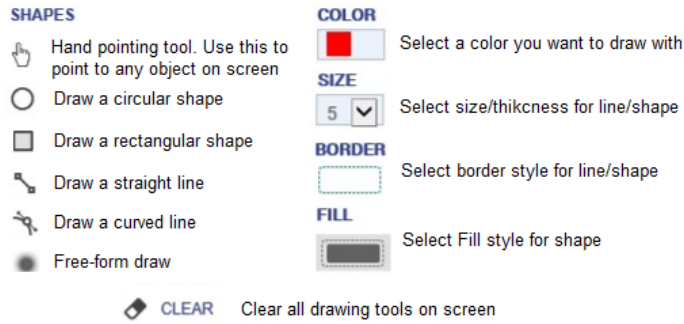 SHAPES
Hand pointing tool. Use this to
point to any object on screen
Draw a circular shape
Draw a rectangular shape
Draw a straight line
Draw a curved line
Free-form draw
COLOR
Select a color you want to draw with
SIZE
5
Select size/thikcness for line/shape
BORDER
Select border style for line/shape
FILL
Select Fill style for shape
CLEAR Clear all drawing tools on screen